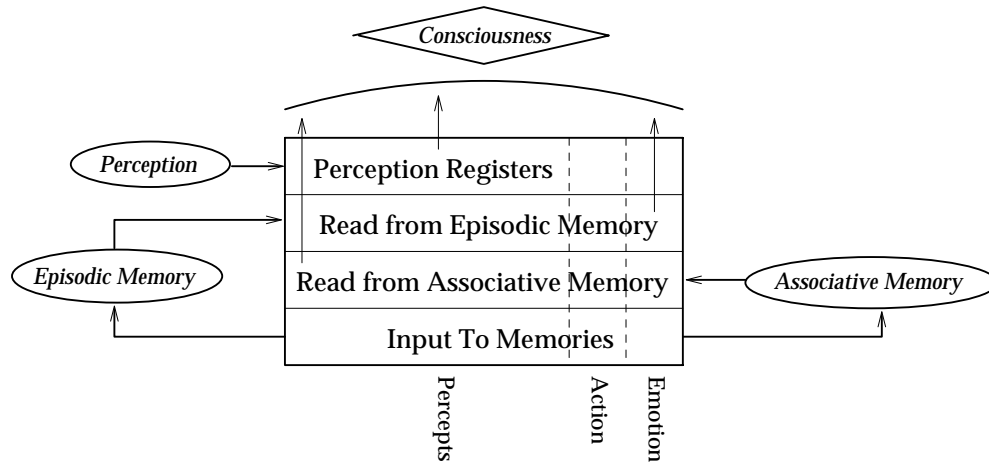 Consciousness
Perception
Perception Registers
Read from Episodic Memory
Episodic Memory
Read from Associative Memory
Associative Memory
Input To Memories
Percepts
Action
Emotion